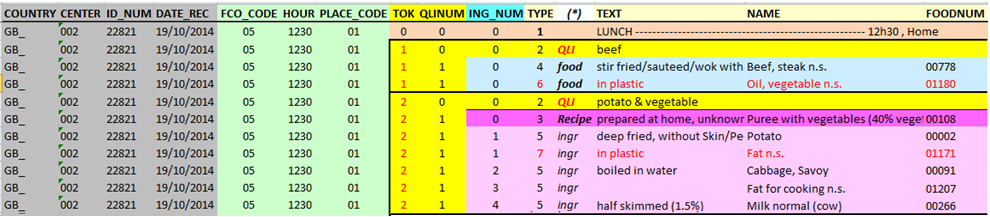 COUNTRY CENTER ID_NUM DATE_REC FCO_CODE HOUR PLACE_CODE TOK QLINUM ING_NUM TYPE (*) TEXT NAME FOODNUM
GB_ 002 22821 19/10/2014 05 1230 01 0 0 0 1 LUNCH ------------------------------------------------------ 12h30 , Home
GB_ 002 22821 19/10/2014 05 1230 01 1 0 0 2 QLI beef
GB_ 002 22821 19/10/2014 05 1230 01 1 1 0 4 food stir fried/sauteed/wok with Beef, steak n.s. 00778
GB_ 002 22821 19/10/2014 05 1230 01 1 1 0 6 food in plastic Oil, vegetable n.s. 01180
GB_ 002 22821 19/10/2014 05 1230 01 2 0 0 2 QLI potato & vegetable
GB_ 002 22821 19/10/2014 05 1230 01 2 1 0 3 Recipe prepared at home, unknowr Puree with vegetables (40% veget 00108
GB_ 002 22821 19/10/2014 05 1230 01 2 1 1 5 ingr deep fried, without Skin/Pe Potato 00002
GB_ 002 22821 19/10/2014 05 1230 01 2 1 1 7 ingr in plastic Fat n.s. 01171
GB_ 002 22821 19/10/2014 05 1230 01 2 1 2 5 ingr boiled in water Cabbage, Savoy 00091
GB_ 002 22821 19/10/2014 05 1230 01 2 1 3 5 ingr Fat for cooking n.s. 01207
GB_ 002 22821 19/10/2014 05 1230 01 2 1 4 5 ingr half skimmed (1.5%) Milk normal (cow) 00266